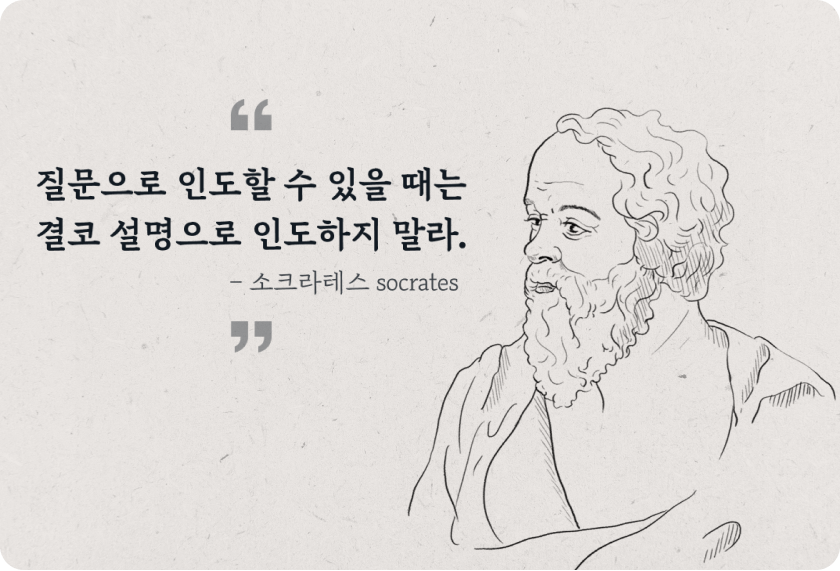 “
질문으로 인도할 수 있을 때는
결코 설명으로 인도하지 말라.
– 소크라테스 socrates
”